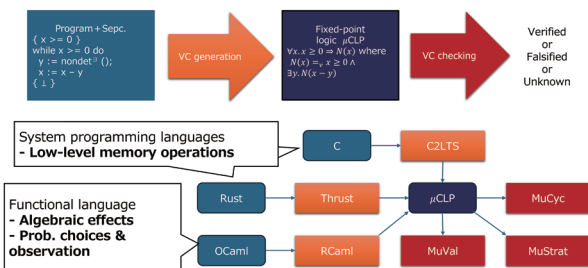 Program + Sepc.
{ x >= 0 }
while x >= 0 do
y := nondet∃ ();
x := x – y
{ ⊥ }
VC generation
Fixed-point
logic 𝜇CLP
∀𝑥. 𝑥 ≥ 0 ⇒ 𝑁(𝑥) where
𝑁(𝑥) =ᵥ 𝑥 ≥ 0 ∧
∃𝑦. 𝑁(𝑥 − 𝑦)
VC checking
Verified
or
Falsified
or
Unknown
System programming languages
- Low-level memory operations
C
C2LTS
Functional language
- Algebraic effects
- Prob. choices &
observation
Rust
Thrust
𝜇CLP
MuCyc
OCaml
RCaml
MuVal
MuStrat